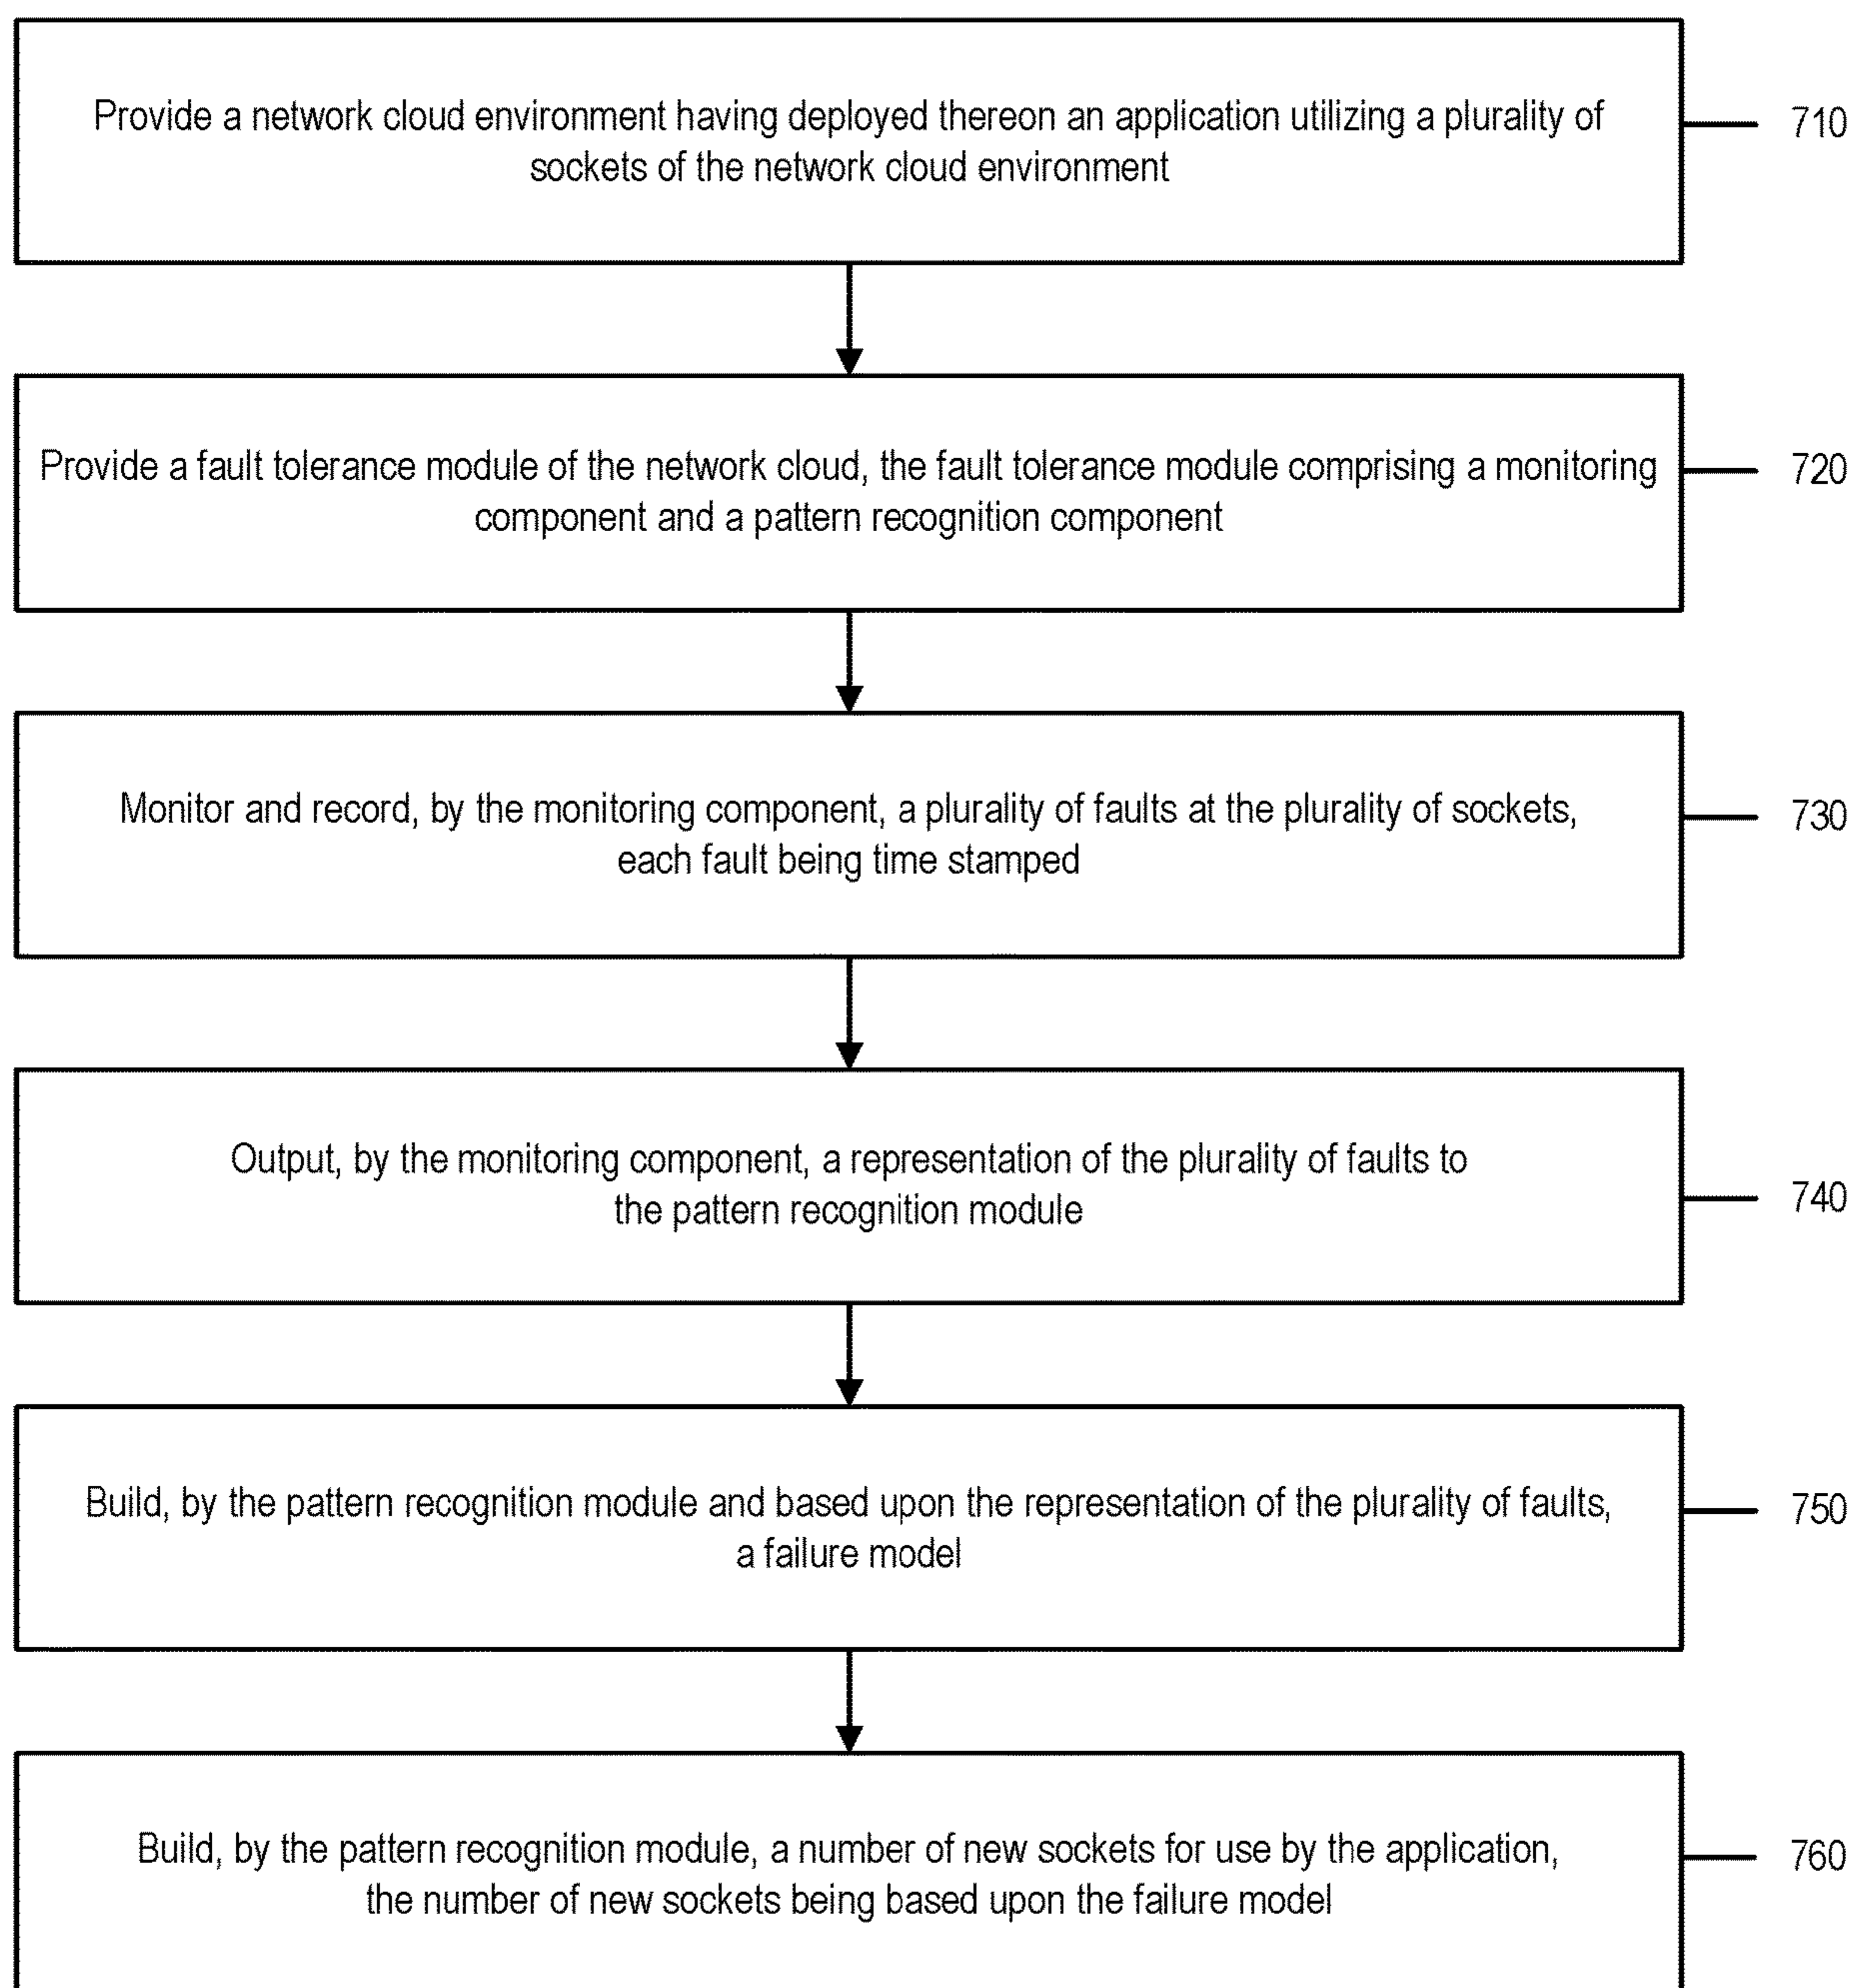 Provide a network cloud environment having deployed thereon an application utilizing a plurality of
sockets of the network cloud environment
710
Provide a fault tolerance module of the network cloud, the fault tolerance module comprising a monitoring
component and a pattern recognition component
720
Monitor and record, by the monitoring component, a plurality of faults at the plurality of sockets,
each fault being time stamped
730
Output, by the monitoring component, a representation of the plurality of faults to
the pattern recognition module
740
Build, by the pattern recognition module and based upon the representation of the plurality of faults,
a failure model
750
Build, by the pattern recognition module, a number of new sockets for use by the application,
the number of new sockets being based upon the failure model
760